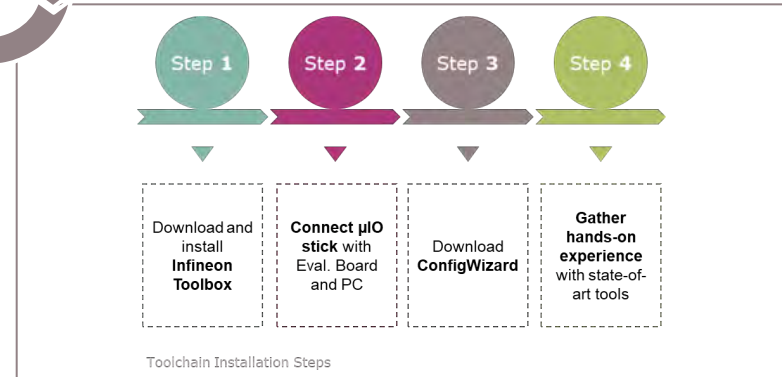 Step 1
Step 2
Step 3
Step 4
Download and
install
Infineon
Toolbox
Connect µIO
stick with
Eval. Board
and PC
Download
ConfigWizard
Gather
hands-on
experience
with state-of-
art tools
Toolchain Installation Steps